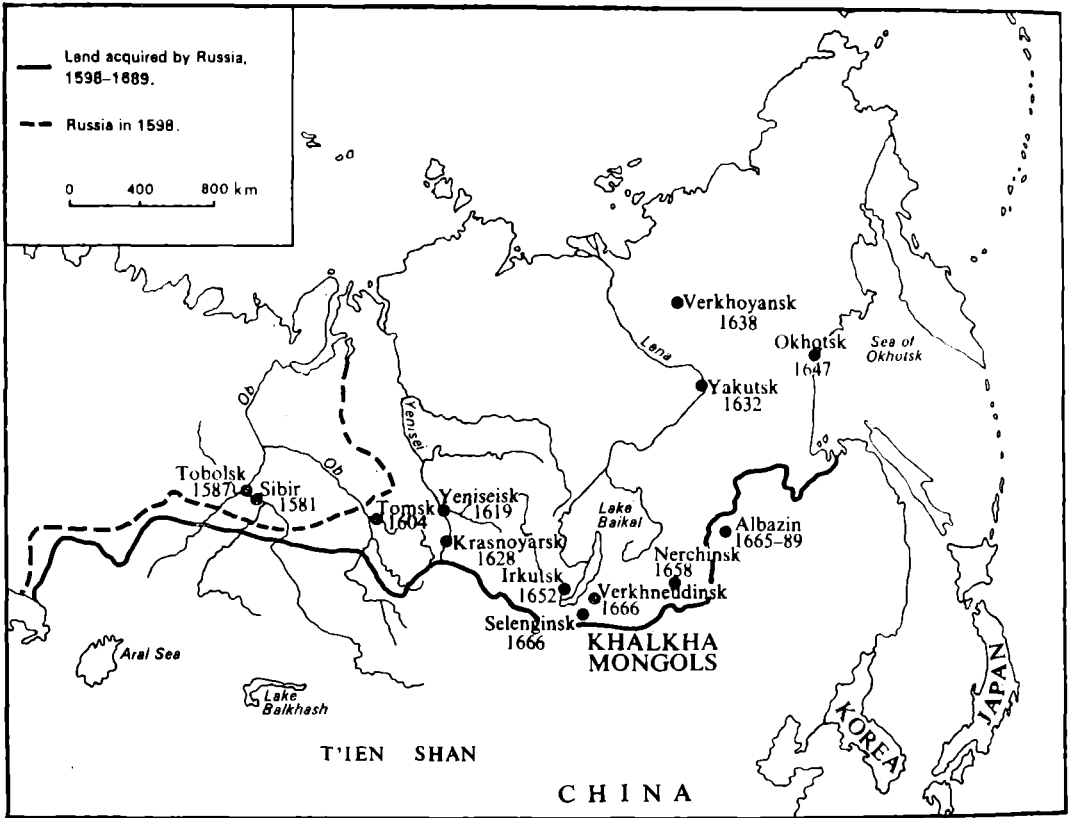 Land acquired by Russia,
1598–1689.
Russia in 1598.
0 400 800 km
Verkhoyansk
1638
Okhotsk
1647
Sea of
Okhotsk
Lena
Yakutsk
1632
Ob
Yenisei
Ob
Tobolsk
1587
Sibir
1581
Tomsk
1604
Yeniseisk
1619
Krasnoyarsk
1628
Lake
Baikal
Albazin
1665–89
Nerchinsk
1658
Irkutsk
1652
Verkhneudinsk
1666
Selenginsk
1666
KHALKHA
MONGOLS
Aral Sea
Lake
Balkhash
T'IEN SHAN
CHINA
KOREA
JAPAN